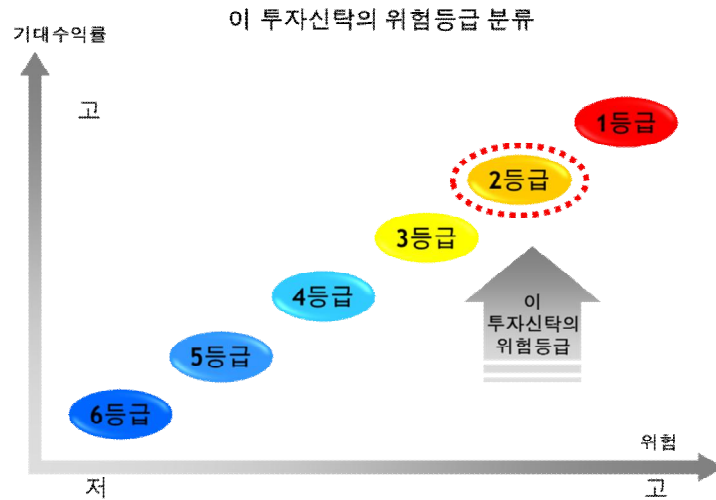 이 투자신탁의 위험등급 분류
기대수익률
고
1등급
2등급
3등급
4등급
이
투자신탁의
위험등급
5등급
6등급
위험
저
고